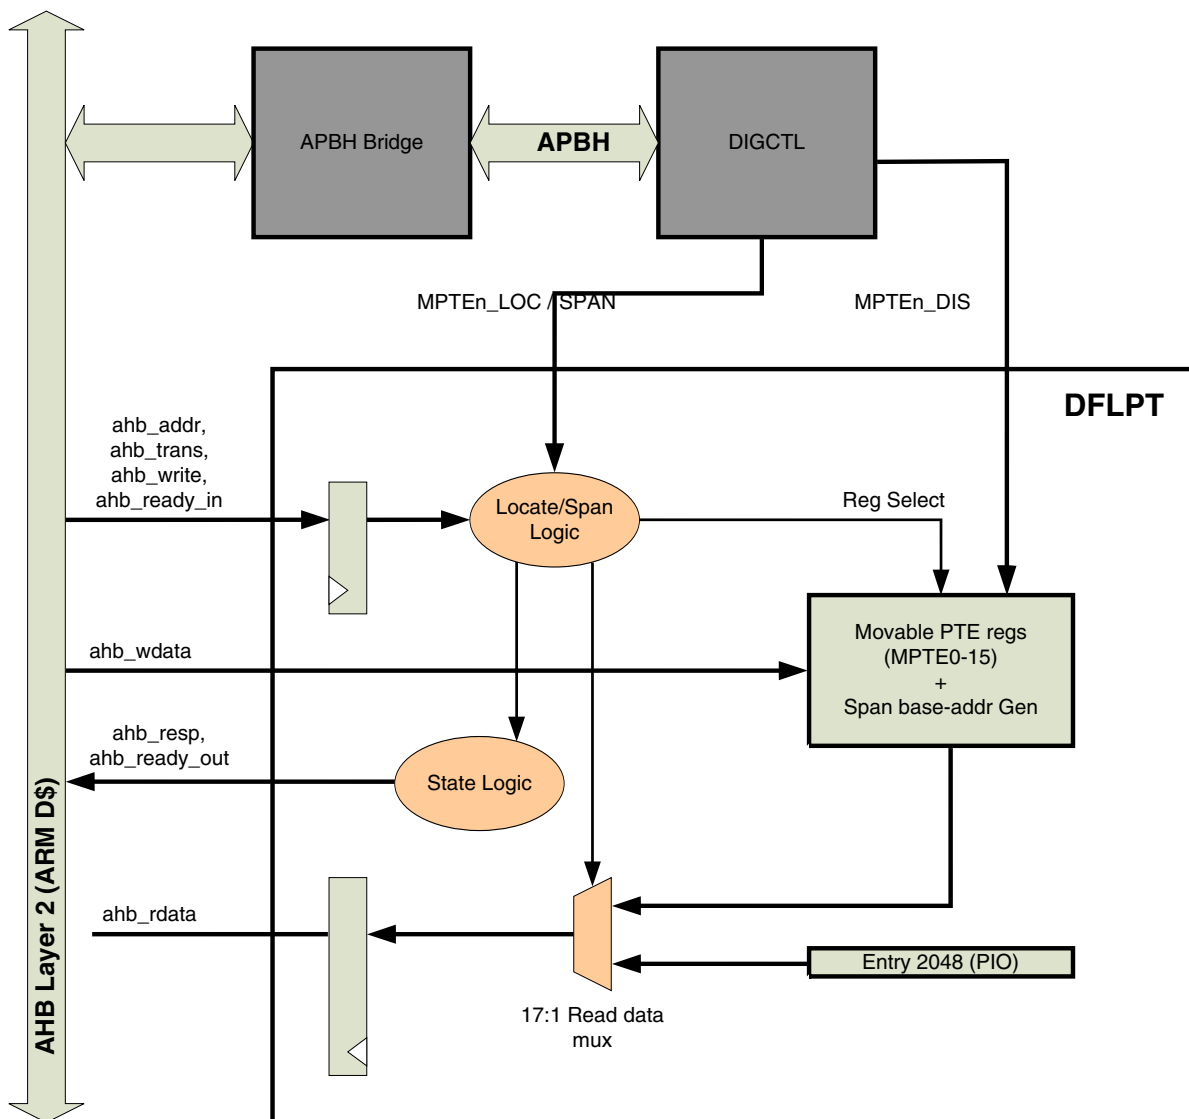 APBH Bridge
APBH
DIGCTL
MPTEn_LOC / SPAN
MPTEn_DIS
DFLPT
ahb_addr,
ahb_trans,
ahb_write,
ahb_ready_in
Locate/Span
Logic
Reg Select
ahb_wdata
Movable PTE regs
(MPTE0-15)
+
Span base-addr Gen
ahb_resp,
ahb_ready_out
State Logic
AHB Layer 2 (ARM D$)
ahb_rdata
Entry 2048 (PIO)
17:1 Read data
mux